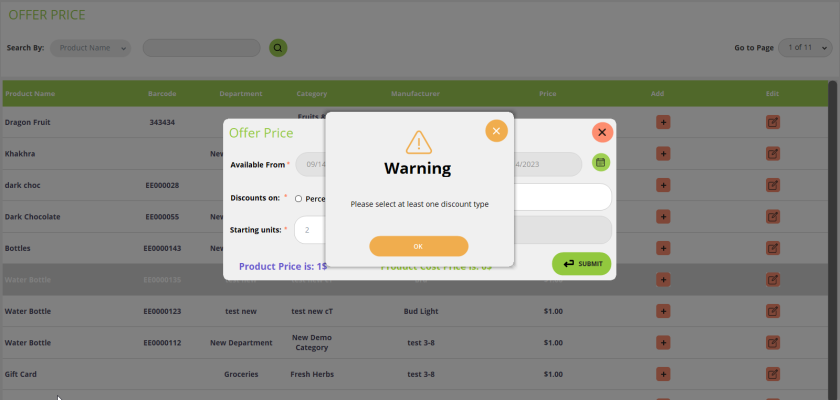 OFFER PRICE
Search By: Product Name
Go to Page 1 of 11
Product Name Barcode Department Category Manufacturer Price Add Edit
Dragon Fruit 343434 Fruits &
Khakhra New
dark choc EE000028
Dark Chocolate EE000055 New
Bottles EE0000143 New
Water Bottle EE0000135
Water Bottle EE0000123 test new test new cT Bud Light $1.00
Water Bottle EE0000112 New Department New Demo Category test 3-8 $1.00
Gift Card Groceries Fresh Herbs test 3-8 $1.00
Offer Price
Available From * 09/14 4/2023
Discounts on: * Perce
Starting units: * 2
Product Price is: 1$ Product Cost Price is: 0$
SUBMIT
Warning
Please select at least one discount type
OK